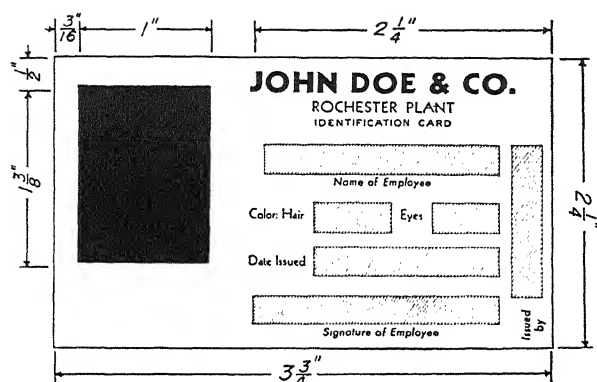 3/16" 1" 2 1/4"
1/2"
JOHN DOE & CO.
ROCHESTER PLANT
IDENTIFICATION CARD
1 3/8"
Name of Employee
Color: Hair Eyes
2 1/4"
Date Issued
Signature of Employee
Issued by
3 3/4"